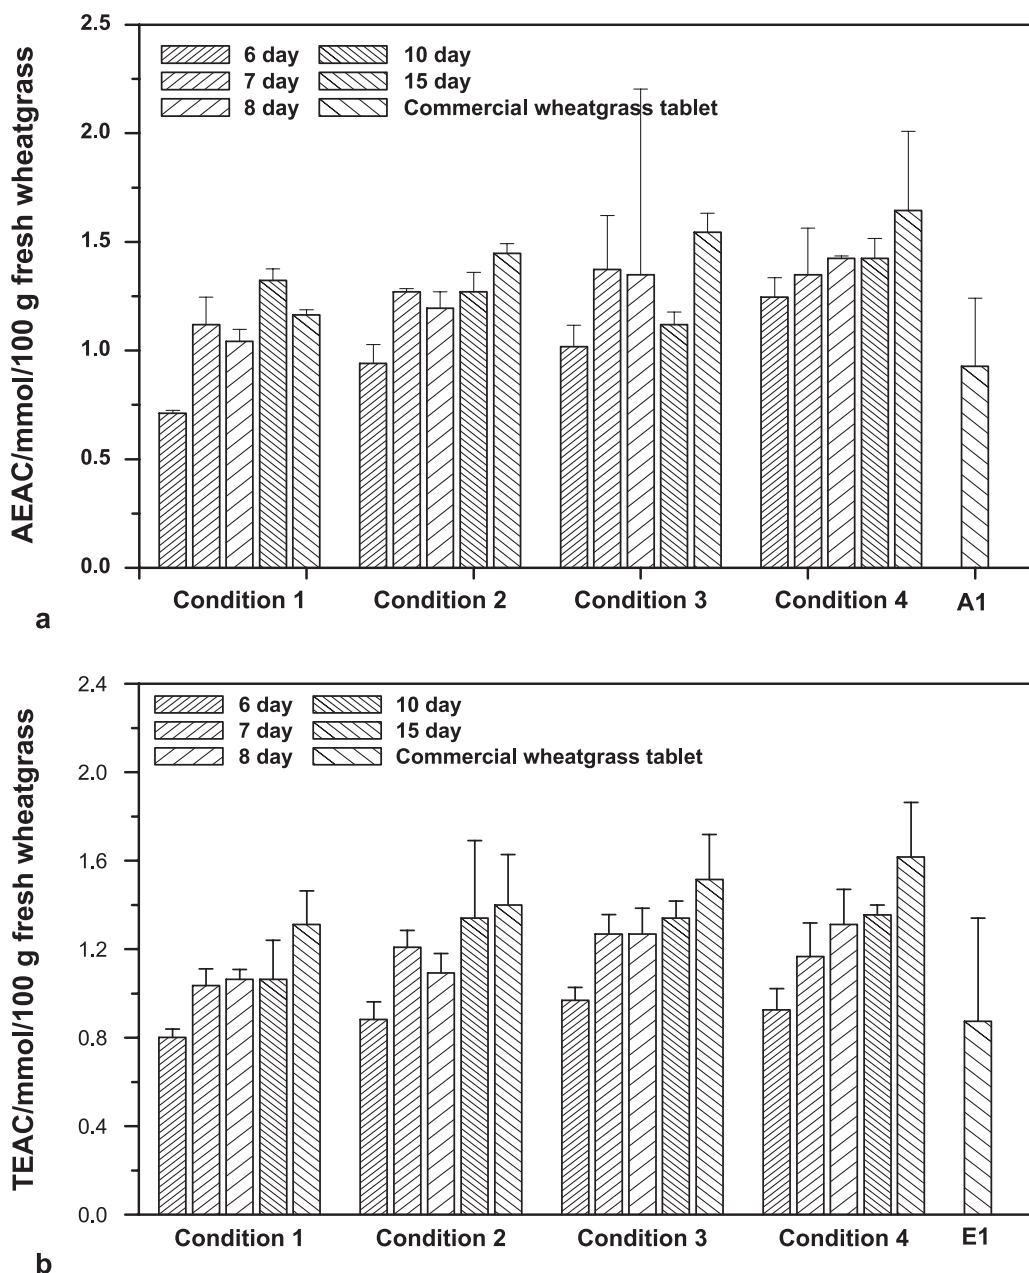 AEAC/mmol/100 g fresh wheatgrass
2.5
2.0
1.5
1.0
0.5
0.0
6 day
10 day
7 day
15 day
8 day
Commercial wheatgrass tablet
Condition 1
Condition 2
Condition 3
Condition 4
A1
a
TEAC/mmol/100 g fresh wheatgrass
2.4
2.0
1.6
1.2
0.8
0.4
0.0
6 day
10 day
7 day
15 day
8 day
Commercial wheatgrass tablet
Condition 1
Condition 2
Condition 3
Condition 4
E1
b